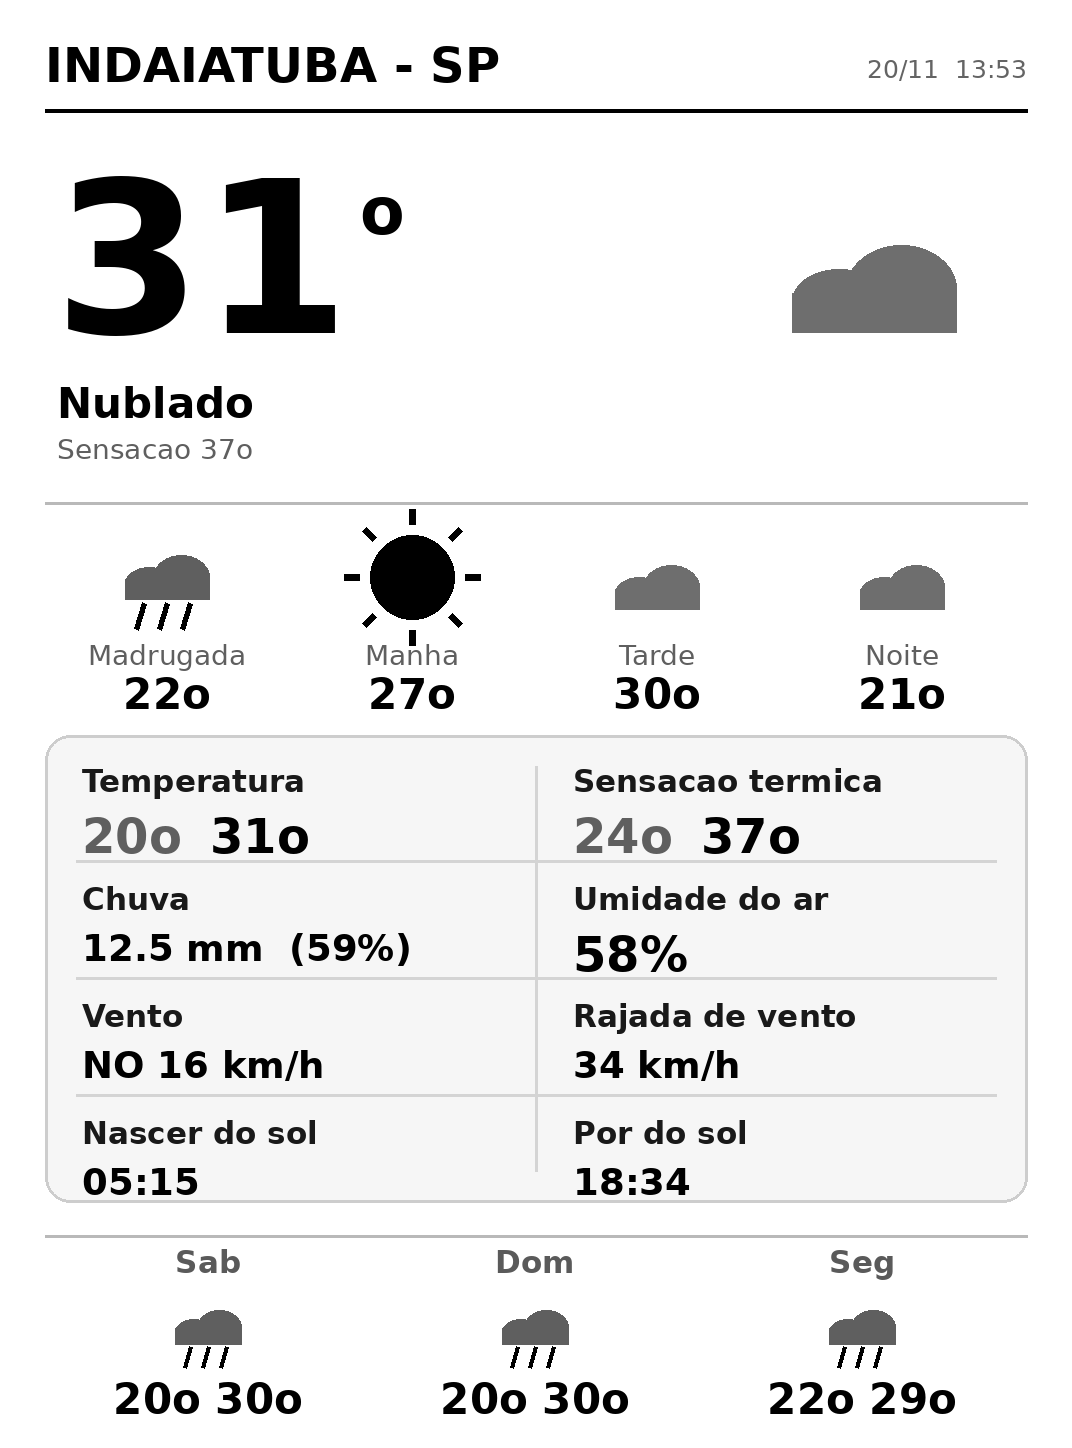 INDAIATUBA - SP 20/11 13:53
31o
Nublado
Sensacao 37o
Madrugada Manha Tarde Noite
22o 27o 30o 21o
Temperatura Sensacao termica
20o 31o 24o 37o
Chuva Umidade do ar
12.5 mm (59%) 58%
Vento Rajada de vento
NO 16 km/h 34 km/h
Nascer do sol Por do sol
05:15 18:34
Sab Dom Seg
20o 30o 20o 30o 22o 29o